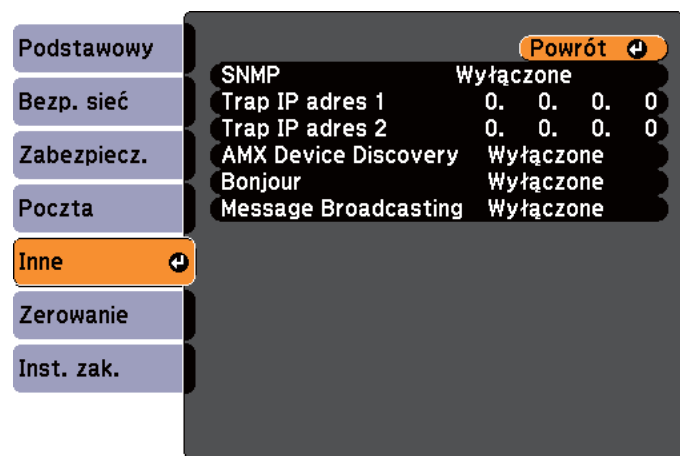 Podstawowy
Bezp. sieć
Zabezpiecz.
Poczta
Inne
Zerowanie
Inst. zak.
Powrót
SNMP Wyłączone
Trap IP adres 1 0. 0. 0. 0
Trap IP adres 2 0. 0. 0. 0
AMX Device Discovery Wyłączone
Bonjour Wyłączone
Message Broadcasting Wyłączone